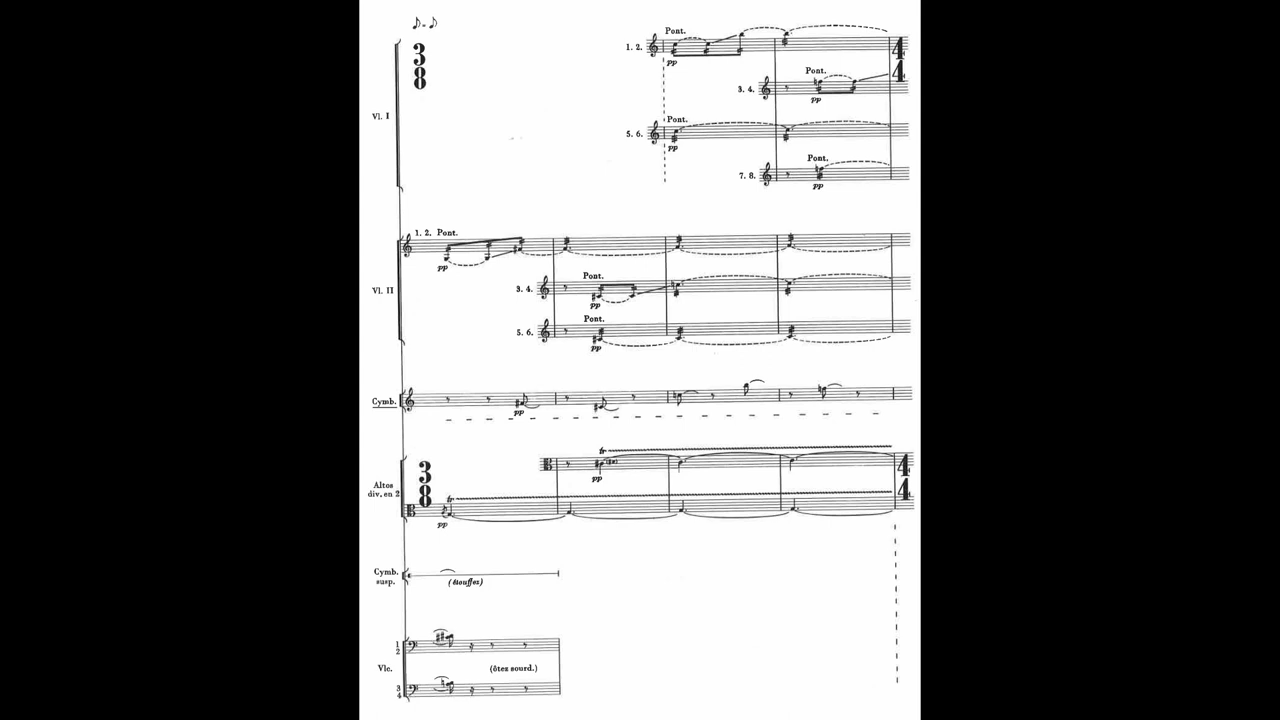 ♪=♪
3
8
Pont.
1. 2.
pp
4
4
Pont.
3. 4.
pp
Vl. I
Pont.
5. 6.
pp
Pont.
7. 8.
pp
1. 2. Pont.
pp
Vl. II
Pont.
3. 4.
pp
Pont.
5. 6.
pp
Cymb.
pp
tr
pp
3
8
4
4
Altos
div. en 2
tr
pp
Cymb.
susp.
(étouffez)
1
2
Vlc.
(ôtez sourd.)
3
4